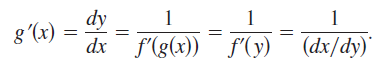 g′(x) = dy/dx = 1/f′(g(x)) = 1/f′(y) = 1/(dx/dy).